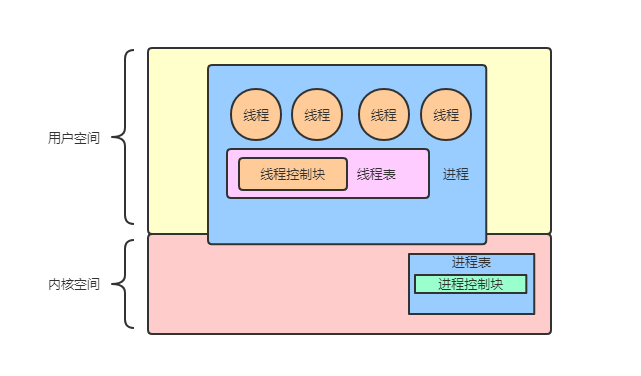 线程 线程 线程 线程
用户空间
线程控制块 线程表 进程
进程表
内核空间
进程控制块